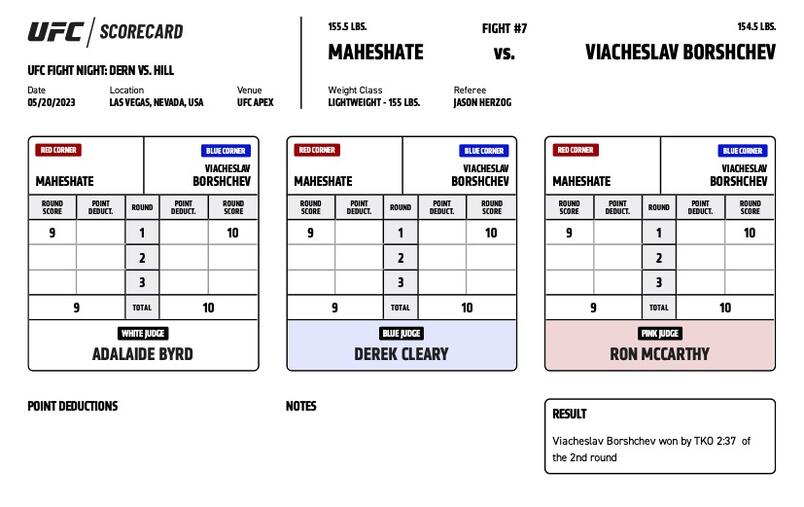 UFC SCORECARD
UFC FIGHT NIGHT: DERN VS. HILL
Date Location Venue
05/20/2023 LAS VEGAS, NEVADA, USA UFC APEX
155.5 LBS. FIGHT #7 154.5 LBS.
MAHESHATE VS. VIACHESLAV BORSHCHEV
Weight Class Referee
LIGHTWEIGHT - 155 LBS. JASON HERZOG
RED CORNER BLUE CORNER
MAHESHATE VIACHESLAV
BORSHCHEV
ROUND SCORE POINT DEDUCT. ROUND POINT DEDUCT. ROUND SCORE
9 1 10
2
3
9 TOTAL 10
WHITE JUDGE
ADALAIDE BYRD
RED CORNER BLUE CORNER
MAHESHATE VIACHESLAV
BORSHCHEV
ROUND SCORE POINT DEDUCT. ROUND POINT DEDUCT. ROUND SCORE
9 1 10
2
3
9 TOTAL 10
BLUE JUDGE
DEREK CLEARY
RED CORNER BLUE CORNER
MAHESHATE VIACHESLAV
BORSHCHEV
ROUND SCORE POINT DEDUCT. ROUND POINT DEDUCT. ROUND SCORE
9 1 10
2
3
9 TOTAL 10
PINK JUDGE
RON MCCARTHY
POINT DEDUCTIONS
NOTES
RESULT
Viacheslav Borshchev won by TKO 2:37 of
the 2nd round